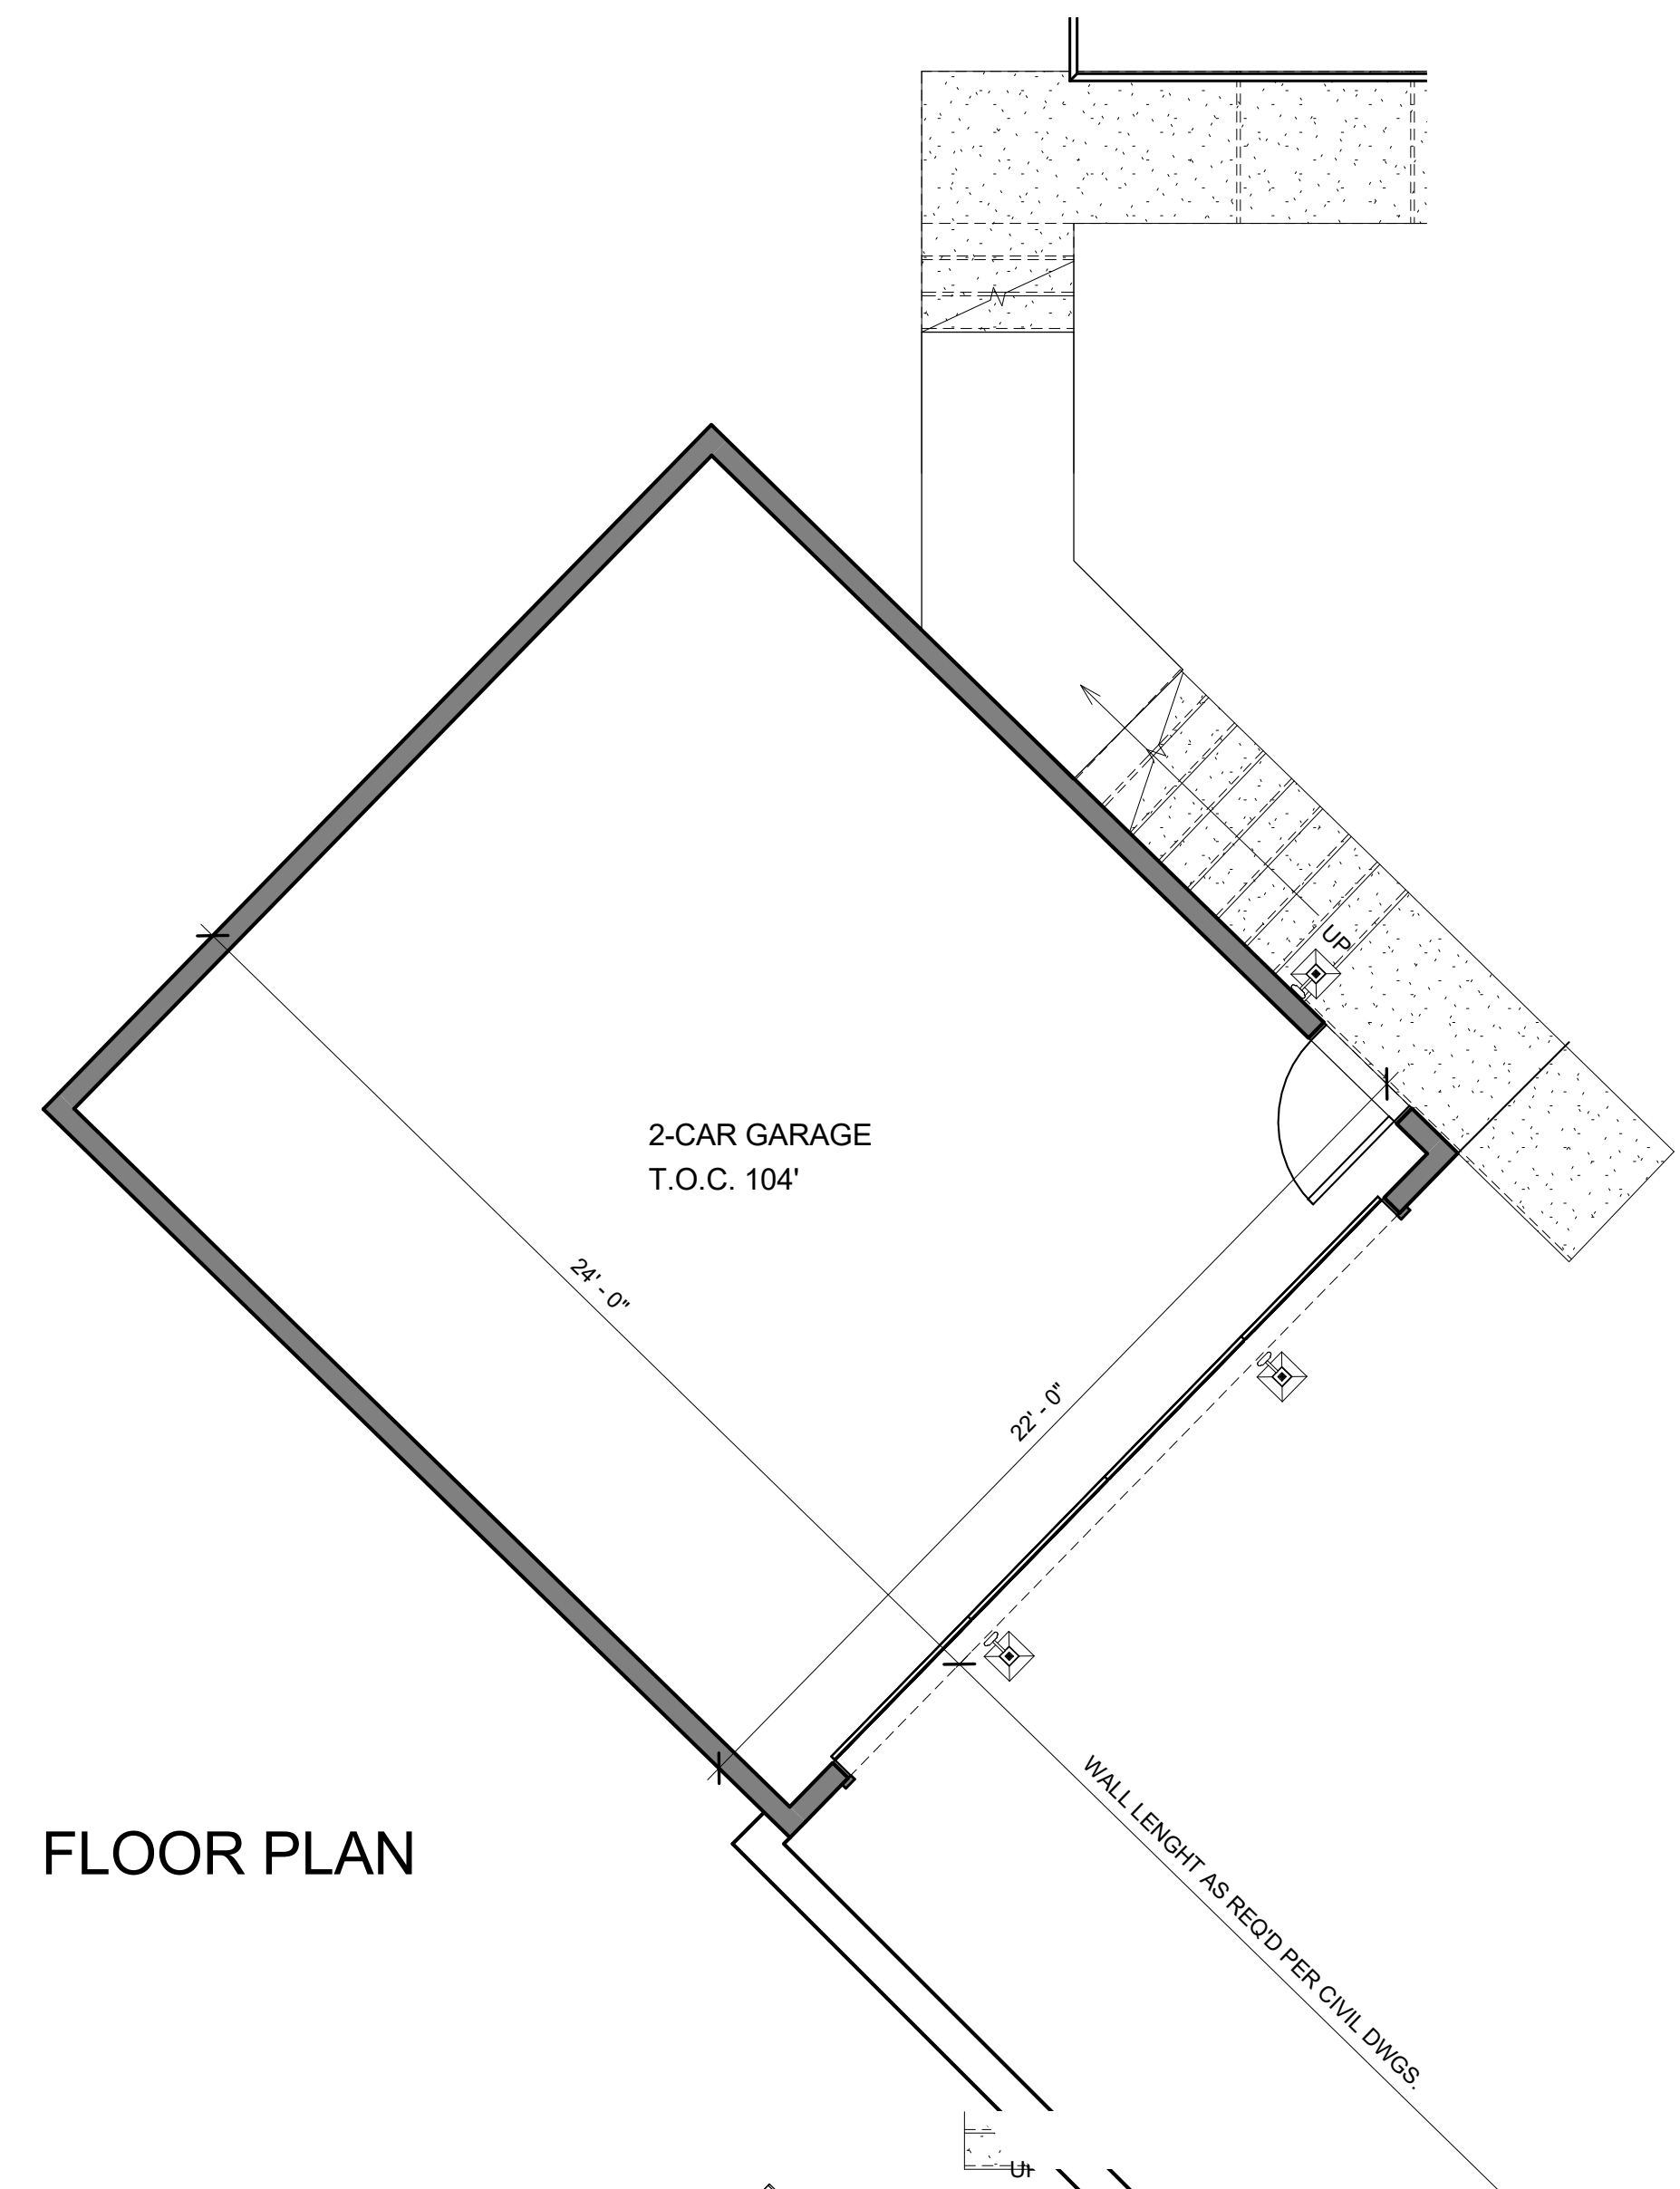 UP
2-CAR GARAGE
T.O.C. 104'
24' - 0"
22' - 0"
WALL LENGHT AS REQ'D PER CIVIL DWGS.
FLOOR PLAN